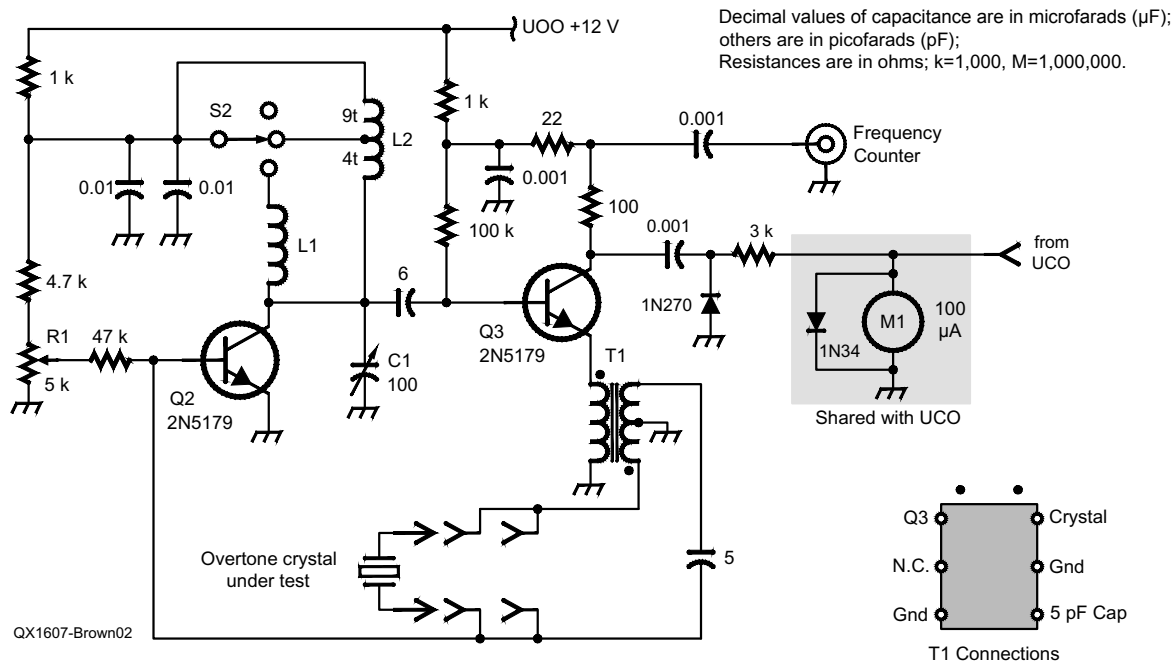 Decimal values of capacitance are in microfarads (µF);
others are in picofarads (pF);
Resistances are in ohms; k=1,000, M=1,000,000.
UOO +12 V
1 k
S2
9t
4t
L2
1 k
22
0.001
Frequency
Counter
0.01
0.01
0.001
L1
100 k
100
0.001
3 k
from
UCO
4.7 k
6
1N270
M1
100
µA
1N34
R1
47 k
5 k
Q2
2N5179
C1
100
Q3
2N5179
T1
Shared with UCO
Overtone crystal
under test
5
Q3
Crystal
N.C.
Gnd
Gnd
5 pF Cap
T1 Connections
QX1607-Brown02